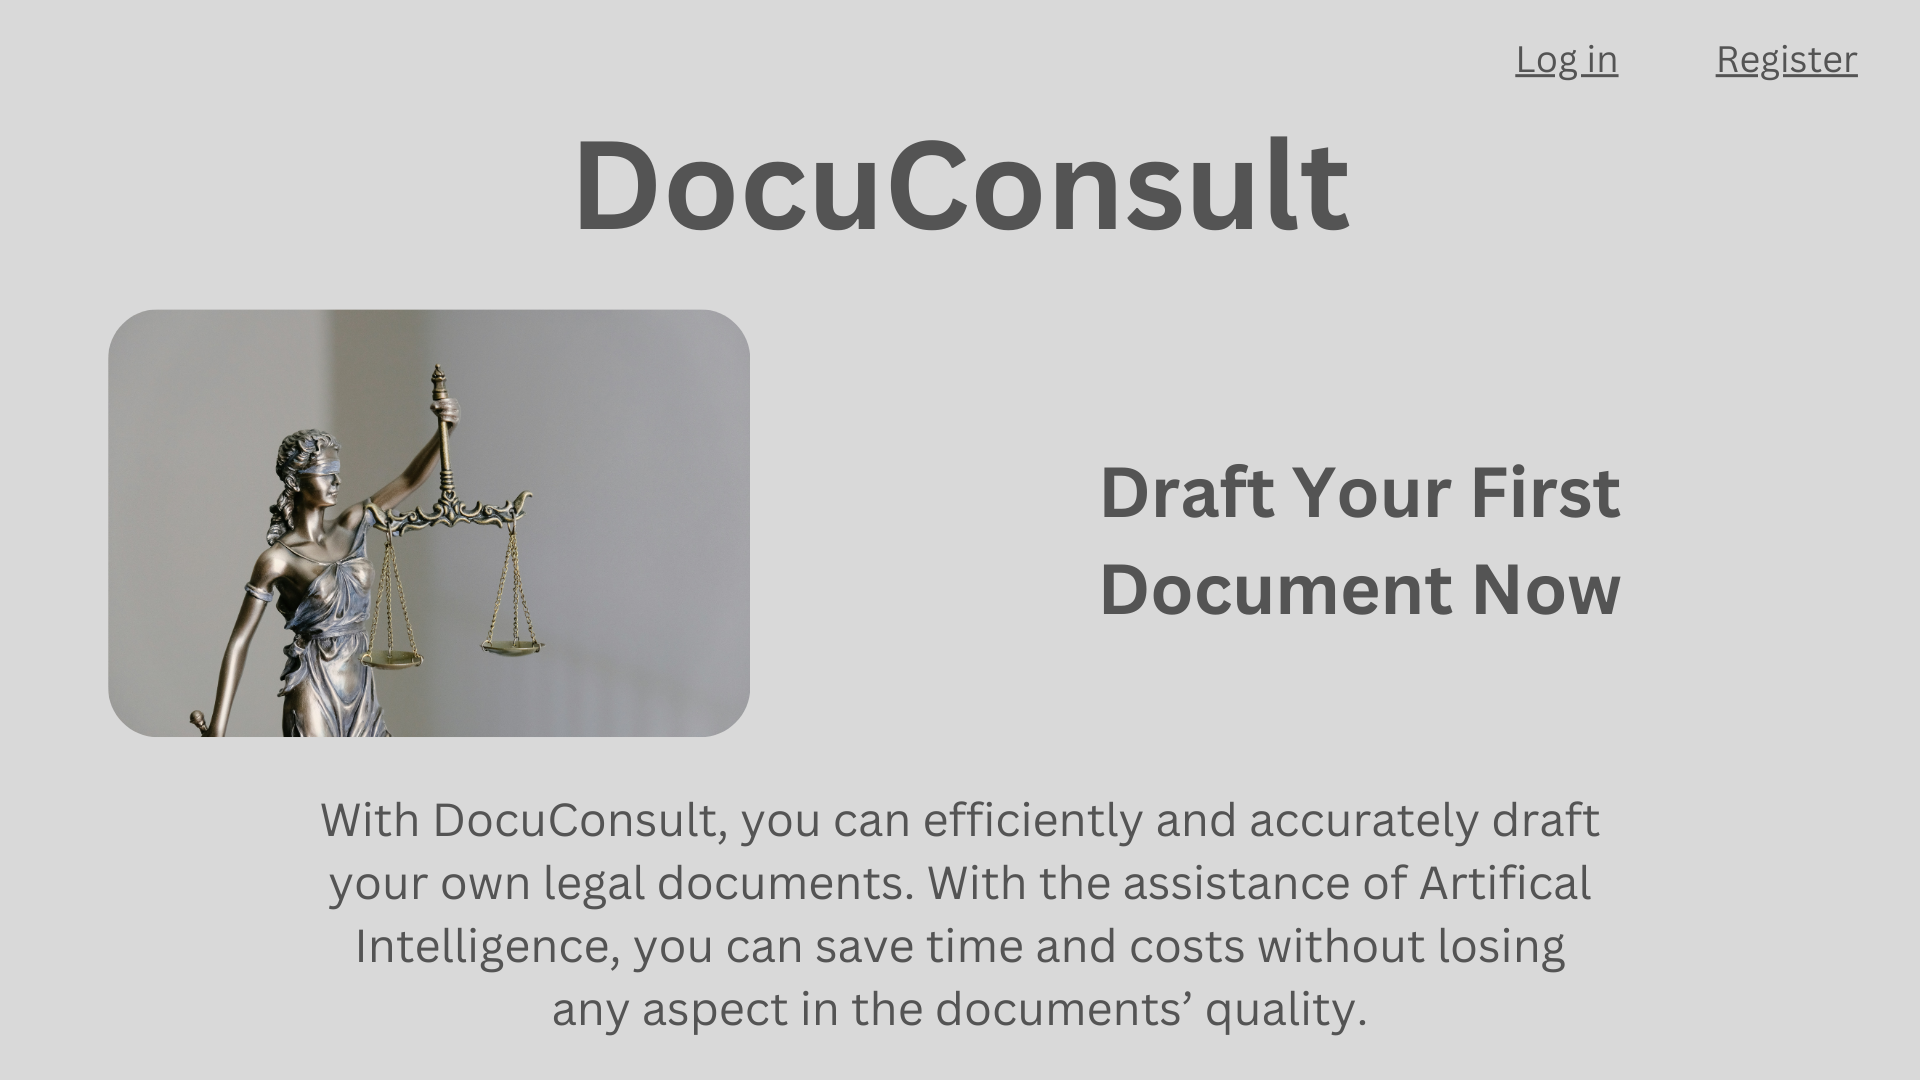 Log in
Register
DocuConsult
Draft Your First
Document Now
With DocuConsult, you can efficiently and accurately draft
your own legal documents. With the assistance of Artifical
Intelligence, you can save time and costs without losing
any aspect in the documents’ quality.